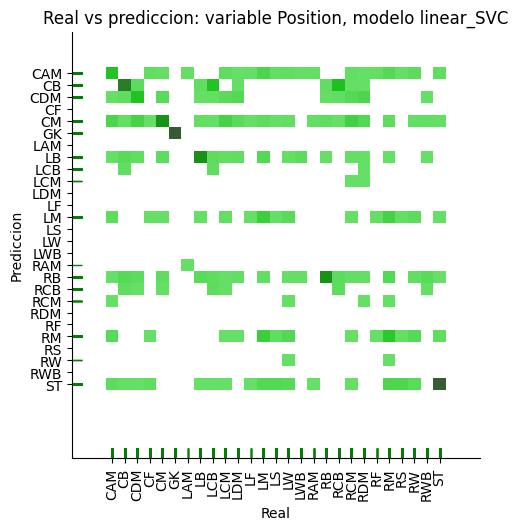 Real vs prediccion: variable Position, modelo linear_SVC
Prediccion
CAM
CB
CDM
CF
CM
GK
LAM
LB
LCB
LCM
LDM
LF
LM
LS
LW
LWB
RAM
RB
RCB
RCM
RDM
RF
RM
RS
RW
RWB
ST
CAM CB CDM CF CM GK LAM LB LCB LCM LDM LF LM LS LW LWB RAM RB RCB RCM RDM RF RM RS RW RWB ST
Real